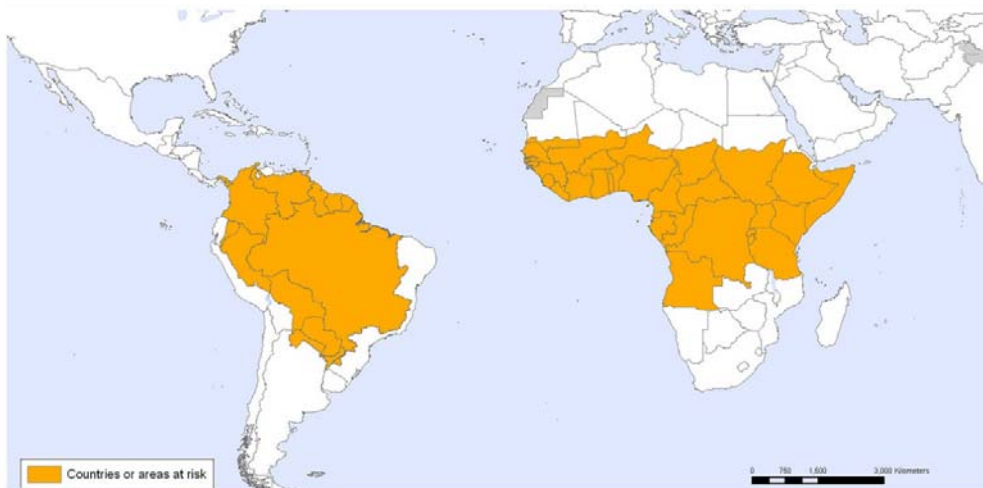 Countries or areas at risk
0 750 1,500 3,000 Kilometers